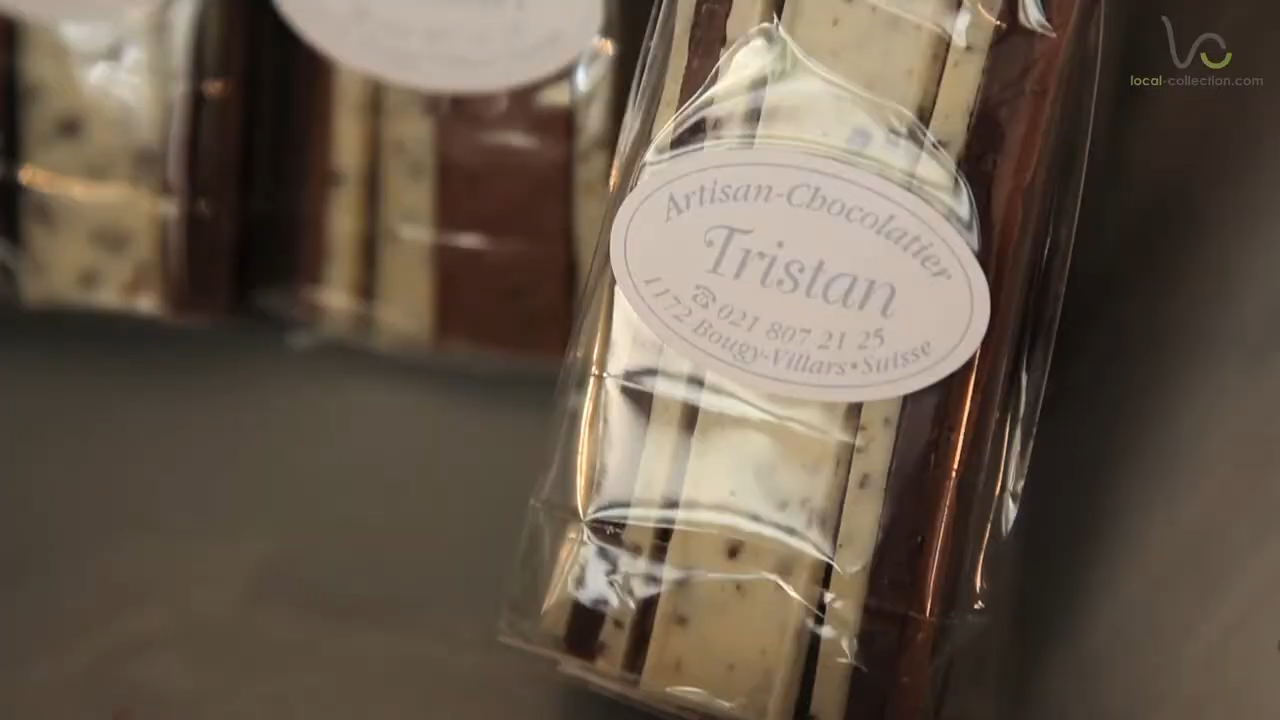 local-collection.com
Artisan-Chocolatier
Tristan
☎021 807 21 25
1172 Bougy-Villars•Suisse